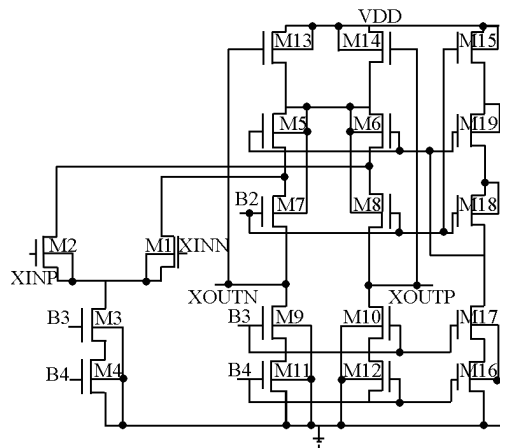 VDD
M13 M14 M15
M5 M6 M19
B2 M7 M8 M18
M2 M1 XINN
XINP
XOUTN XOUTP
B3 M3 B3 M9 M10 M17
B4 M4 B4 M11 M12 M16